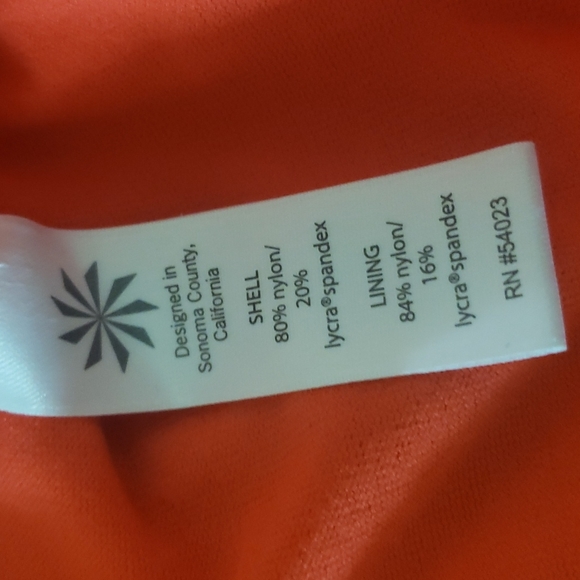 Designed in
Sonoma County,
California
SHELL
80% nylon/
20%
lycra®spandex
LINING
84% nylon/
16%
lycra®spandex
RN #54023